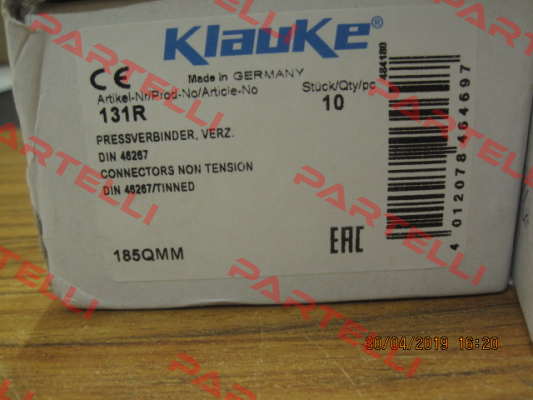 Klauke®
CE Made in GERMANY
Artikel-Nr/Prod-No/Article-No Stück/Qty/pc
131R 10
PRESSVERBINDER, VERZ.
DIN 46267
CONNECTORS NON TENSION
DIN 46267/TINNED
185QMM
EAC
464180
4 012078 464697
PARTELLI
PARTELLI
PARTELLI
PARTELLI
PARTELLI
30/04/2019 16:20